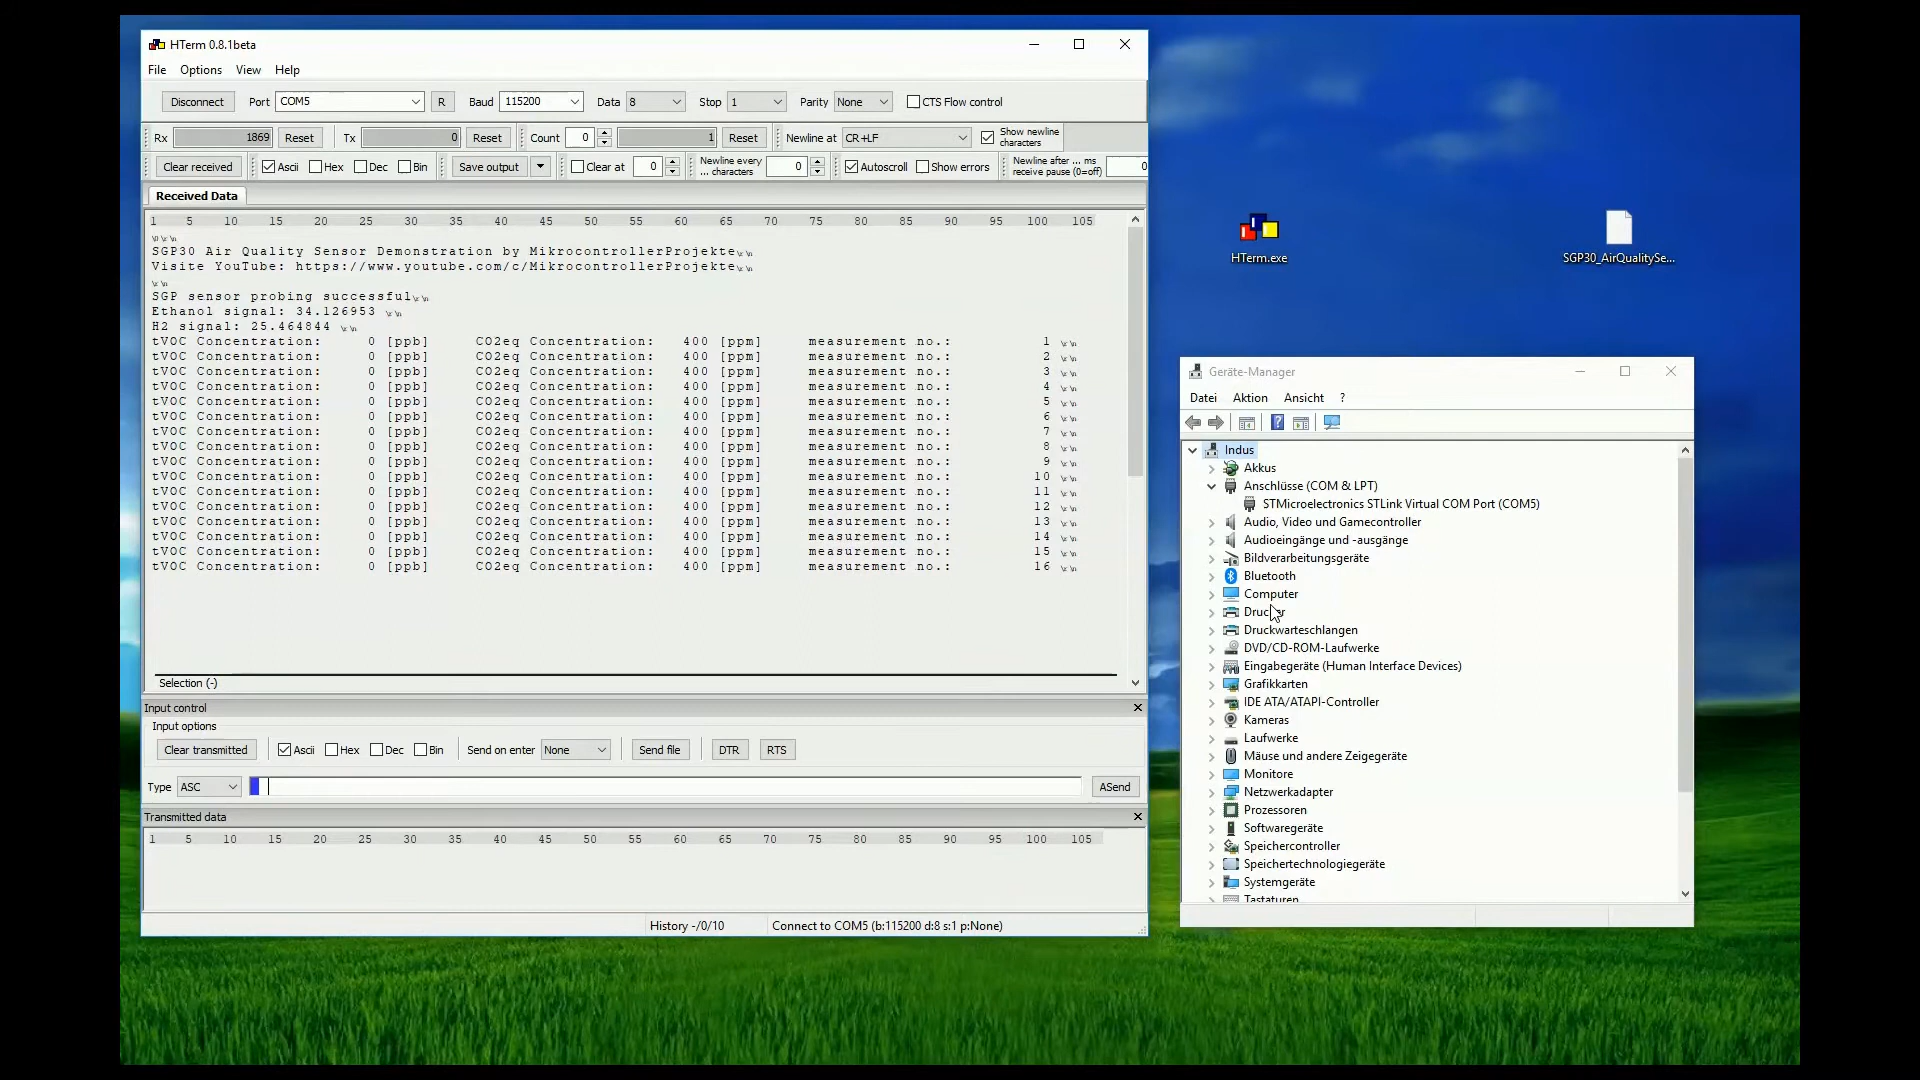 HTerm 0.8.1beta
File Options View Help
Disconnect Port COM5 R Baud 115200 Data 8 Stop 1 Parity None CTS Flow control
Rx 1869 Reset Tx 0 Reset Count 0 1 Reset Newline at CR+LF Show newline characters
Clear received Ascii Hex Dec Bin Save output Clear at 0 Newline every ... characters 0 Autoscroll Show errors Newline after ... ms receive pause (0=off) 0
Received Data
1 5 10 15 20 25 30 35 40 45 50 55 60 65 70 75 80 85 90 95 100 105
\0\r\n
SGP30 Air Quality Sensor Demonstration by MikrocontrollerProjekte\r\n
Visite YouTube: https://www.youtube.com/c/MikrocontrollerProjekte\r\n
\r\n
SGP sensor probing successful\r\n
Ethanol signal: 34.126953 \r\n
H2 signal: 25.464844 \r\n
tVOC Concentration: 0 [ppb] CO2eq Concentration: 400 [ppm] measurement no.: 1 \r\n
tVOC Concentration: 0 [ppb] CO2eq Concentration: 400 [ppm] measurement no.: 2 \r\n
tVOC Concentration: 0 [ppb] CO2eq Concentration: 400 [ppm] measurement no.: 3 \r\n
tVOC Concentration: 0 [ppb] CO2eq Concentration: 400 [ppm] measurement no.: 4 \r\n
tVOC Concentration: 0 [ppb] CO2eq Concentration: 400 [ppm] measurement no.: 5 \r\n
tVOC Concentration: 0 [ppb] CO2eq Concentration: 400 [ppm] measurement no.: 6 \r\n
tVOC Concentration: 0 [ppb] CO2eq Concentration: 400 [ppm] measurement no.: 7 \r\n
tVOC Concentration: 0 [ppb] CO2eq Concentration: 400 [ppm] measurement no.: 8 \r\n
tVOC Concentration: 0 [ppb] CO2eq Concentration: 400 [ppm] measurement no.: 9 \r\n
tVOC Concentration: 0 [ppb] CO2eq Concentration: 400 [ppm] measurement no.: 10 \r\n
tVOC Concentration: 0 [ppb] CO2eq Concentration: 400 [ppm] measurement no.: 11 \r\n
tVOC Concentration: 0 [ppb] CO2eq Concentration: 400 [ppm] measurement no.: 12 \r\n
tVOC Concentration: 0 [ppb] CO2eq Concentration: 400 [ppm] measurement no.: 13 \r\n
tVOC Concentration: 0 [ppb] CO2eq Concentration: 400 [ppm] measurement no.: 14 \r\n
tVOC Concentration: 0 [ppb] CO2eq Concentration: 400 [ppm] measurement no.: 15 \r\n
tVOC Concentration: 0 [ppb] CO2eq Concentration: 400 [ppm] measurement no.: 16 \r\n
Selection (-)
Input control
Input options
Clear transmitted Ascii Hex Dec Bin Send on enter None Send file DTR RTS
Type ASC ASend
Transmitted data
1 5 10 15 20 25 30 35 40 45 50 55 60 65 70 75 80 85 90 95 100 105
History -/0/10 Connect to COM5 (b:115200 d:8 s:1 p:None)
HTerm.exe
SGP30_AirQualitySe...
Geräte-Manager
Datei Aktion Ansicht ?
Indus
Akkus
Anschlüsse (COM & LPT)
STMicroelectronics STLink Virtual COM Port (COM5)
Audio, Video und Gamecontroller
Audioeingänge und -ausgänge
Bildverarbeitungsgeräte
Bluetooth
Computer
Drucker
Druckwarteschlangen
DVD/CD-ROM-Laufwerke
Eingabegeräte (Human Interface Devices)
Grafikkarten
IDE ATA/ATAPI-Controller
Kameras
Laufwerke
Mäuse und andere Zeigegeräte
Monitore
Netzwerkadapter
Prozessoren
Softwaregeräte
Speichercontroller
Speichertechnologiegeräte
Systemgeräte
Tastaturen